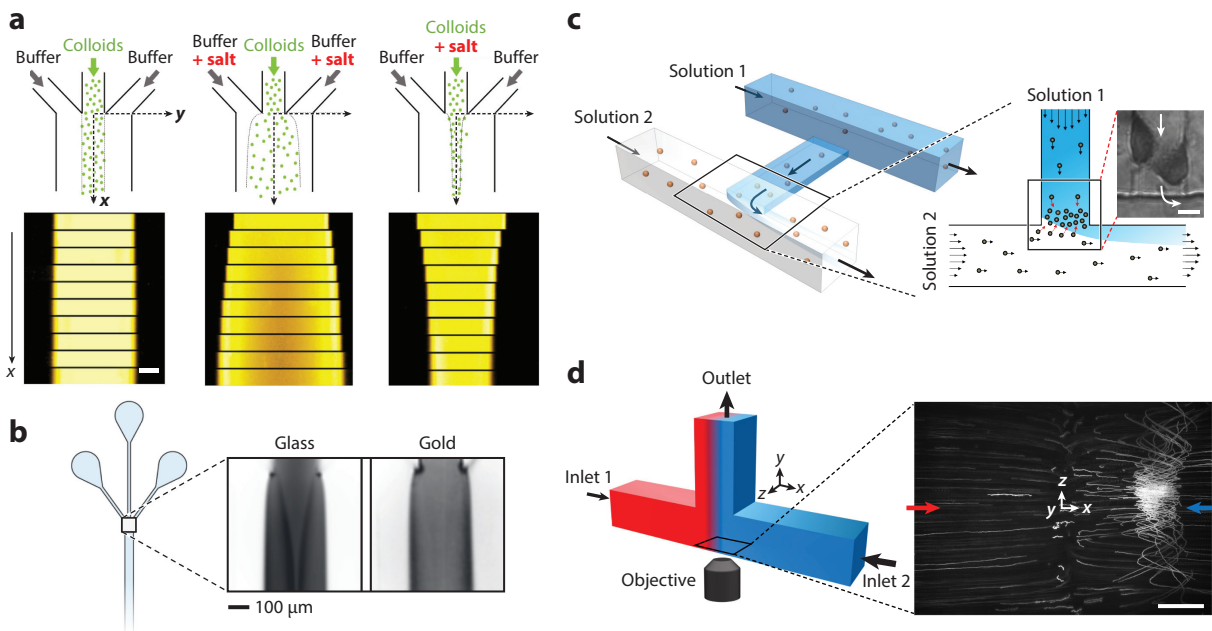 a
Colloids
Buffer
Buffer
y
x
Buffer
+ salt
Colloids
Buffer
+ salt
Colloids
+ salt
Buffer
Buffer
x
b
Glass
Gold
100 μm
c
Solution 1
Solution 2
Solution 1
Solution 2
d
Outlet
Inlet 1
y
z
x
Objective
Inlet 2
z
y
x